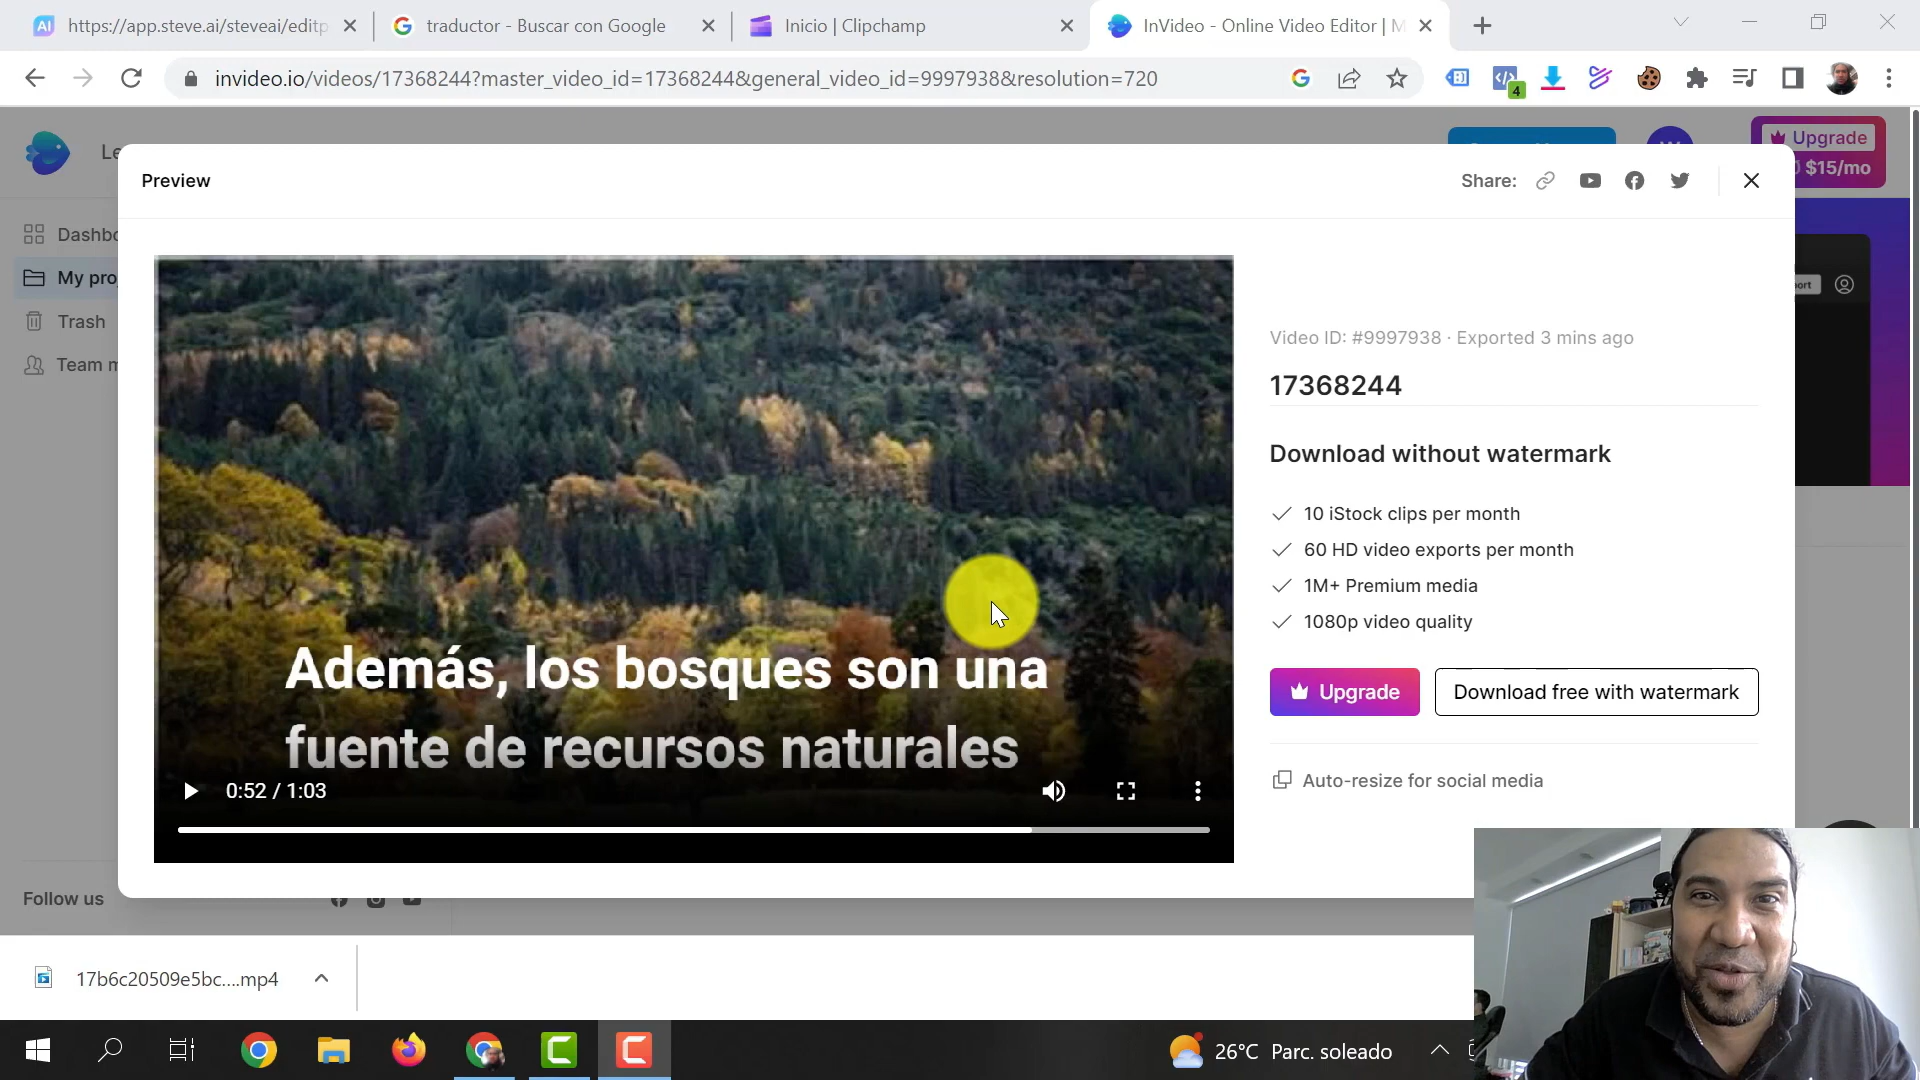 AI https://app.steve.ai/steveai/editp
traductor - Buscar con Google
Inicio | Clipchamp
InVideo - Online Video Editor | M
invideo.io/videos/17368244?master_video_id=17368244&general_video_id=9997938&resolution=720
4
Upgrade
$15/mo
Preview
Share:
Dashbo
My pro
Trash
Team m
Video ID: #9997938 · Exported 3 mins ago
17368244
Download without watermark
10 iStock clips per month
60 HD video exports per month
1M+ Premium media
1080p video quality
Upgrade
Download free with watermark
Auto-resize for social media
Además, los bosques son una
fuente de recursos naturales
0:52 / 1:03
Follow us
17b6c20509e5bc....mp4
26°C Parc. soleado